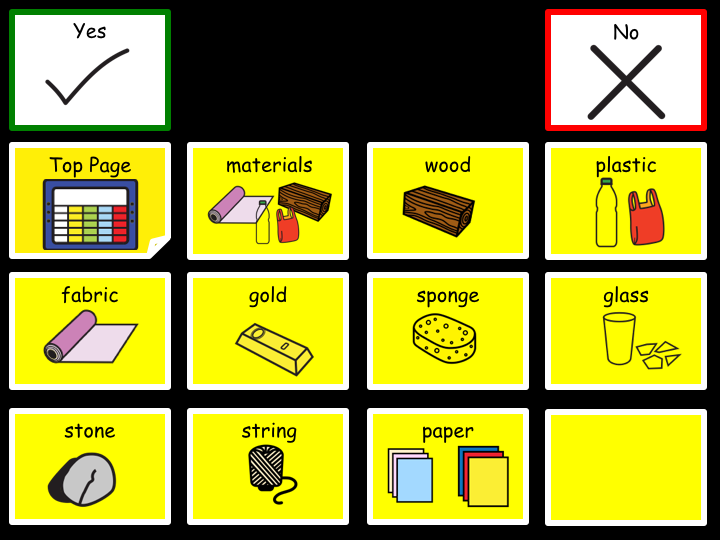 Yes
No
Top Page
materials
wood
plastic
fabric
gold
sponge
glass
stone
string
paper